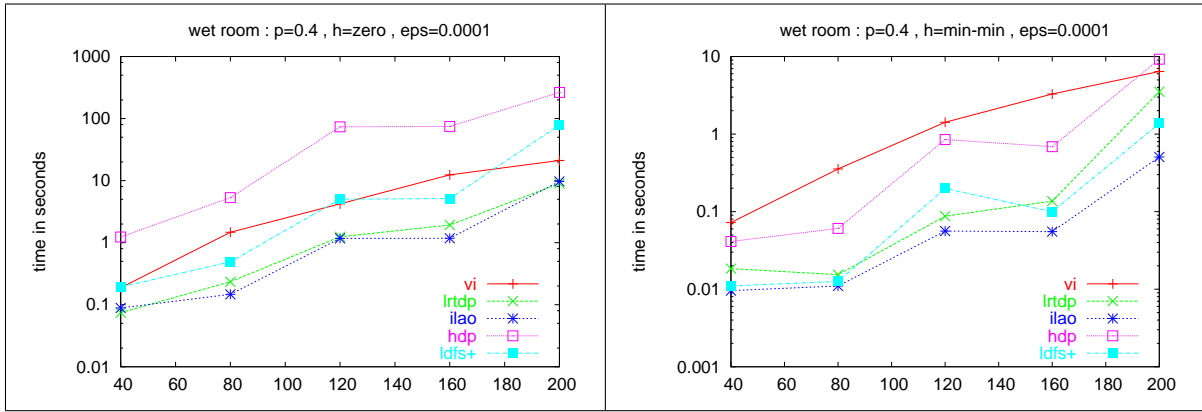 wet room : p=0.4 , h=zero , eps=0.0001
1000
100
10
1
0.1
0.01
time in seconds
vi
lrtdp
ilao
hdp
ldfs+
40 60 80 100 120 140 160 180 200
wet room : p=0.4 , h=min-min , eps=0.0001
10
1
0.1
0.01
0.001
time in seconds
vi
lrtdp
ilao
hdp
ldfs+
40 60 80 100 120 140 160 180 200